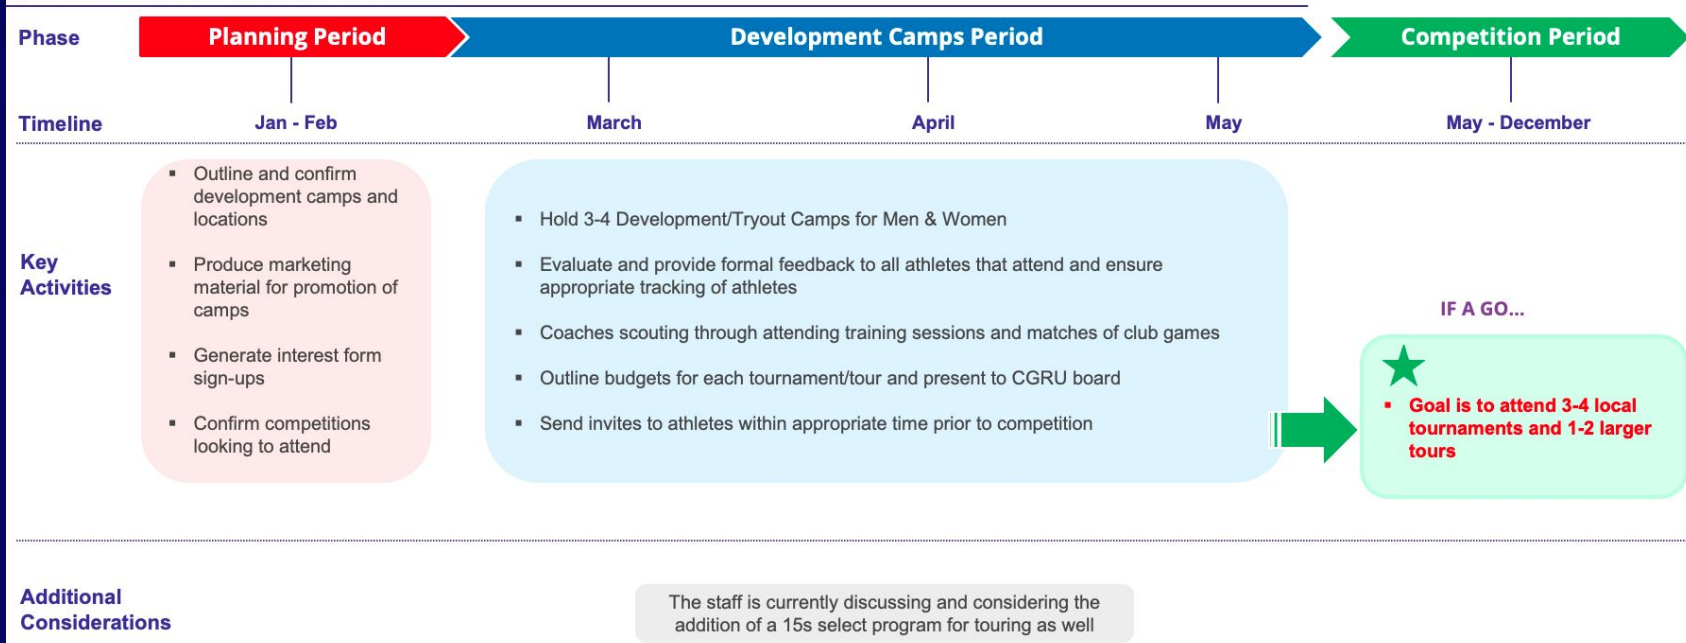 Phase
Planning Period
Development Camps Period
Competition Period
Timeline
Jan - Feb
March
April
May
May - December
Key
Activities
▪ Outline and confirm
development camps and
locations
▪ Produce marketing
material for promotion of
camps
▪ Generate interest form
sign-ups
▪ Confirm competitions
looking to attend
▪ Hold 3-4 Development/Tryout Camps for Men & Women
▪ Evaluate and provide formal feedback to all athletes that attend and ensure
appropriate tracking of athletes
▪ Coaches scouting through attending training sessions and matches of club games
▪ Outline budgets for each tournament/tour and present to CGRU board
▪ Send invites to athletes within appropriate time prior to competition
IF A GO...
▪ Goal is to attend 3-4 local
tournaments and 1-2 larger
tours
Additional
Considerations
The staff is currently discussing and considering the
addition of a 15s select program for touring as well